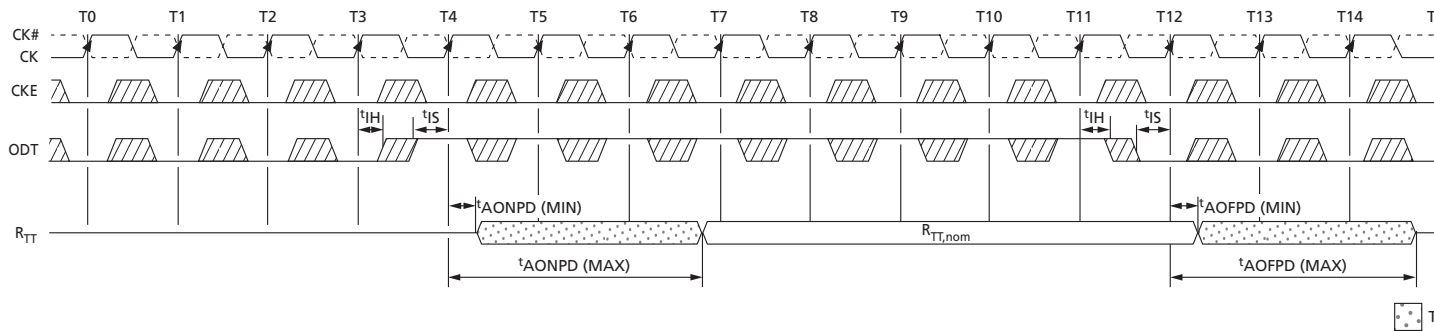 T0 T1 T2 T3 T4 T5 T6 T7 T8 T9 T10 T11 T12 T13 T14 T
CK#
CK
CKE
tIH tIS tIH tIS
ODT
tAONPD (MIN) tAOFPD (MIN)
RTT RTT,nom
tAONPD (MAX) tAOFPD (MAX)
T